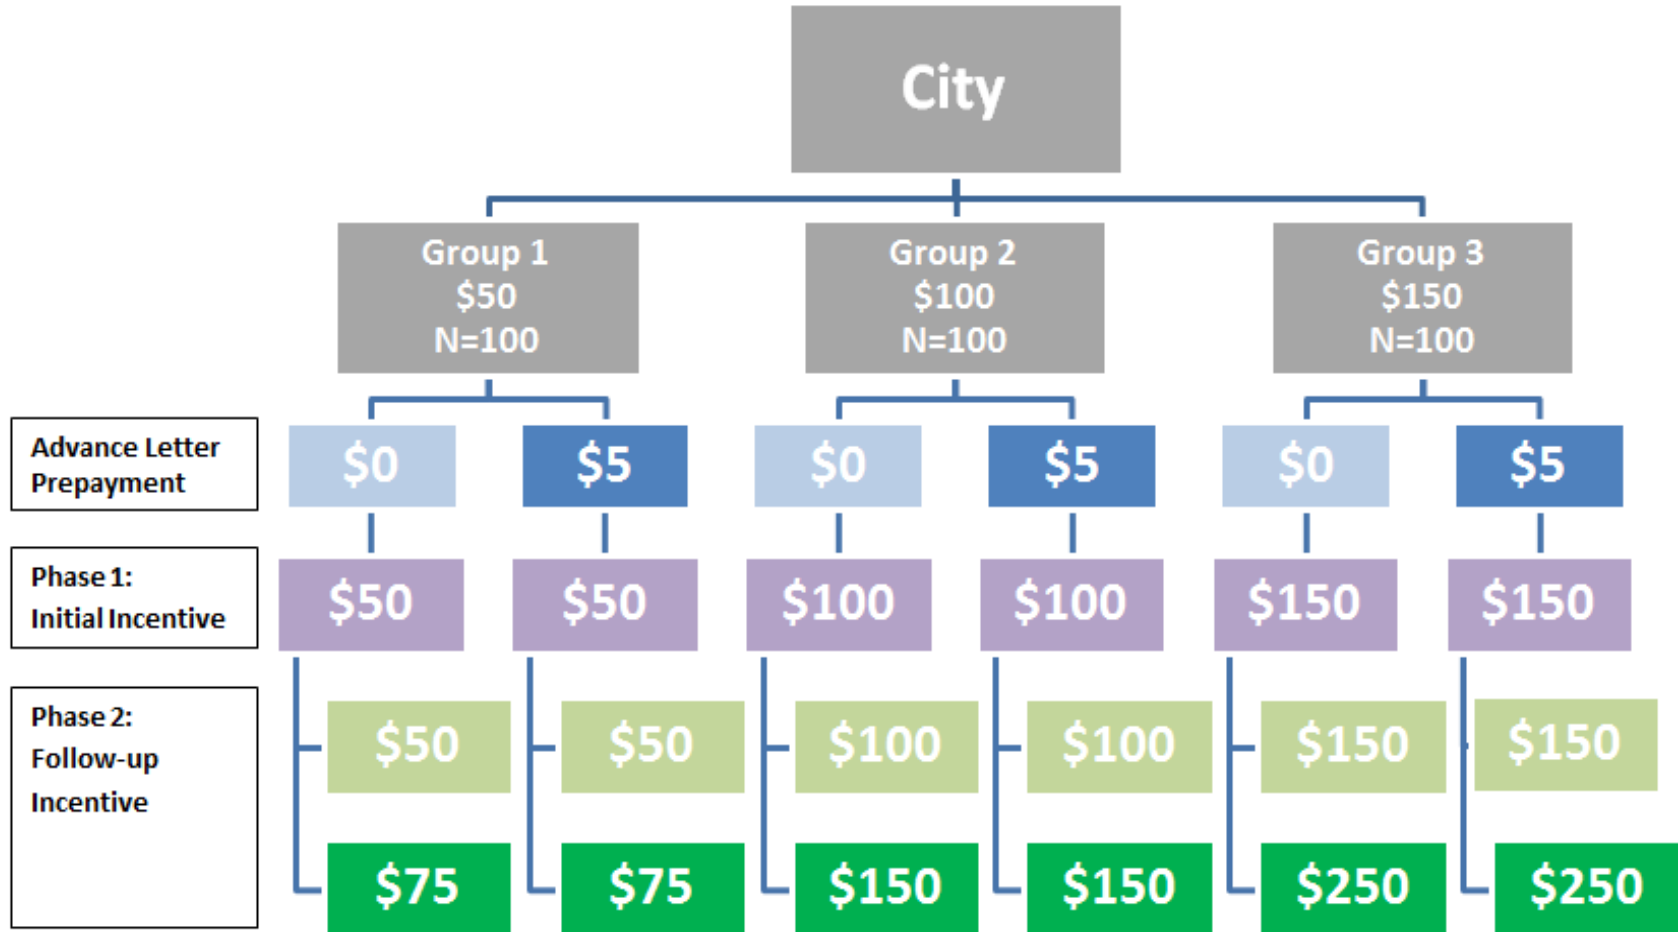 City
Group 1
$50
N=100
Group 2
$100
N=100
Group 3
$150
N=100
Advance Letter
Prepayment
$0
$5
$0
$5
$0
$5
Phase 1:
Initial Incentive
$50
$50
$100
$100
$150
$150
Phase 2:
Follow-up
Incentive
$50
$50
$100
$100
$150
$150
$75
$75
$150
$150
$250
$250